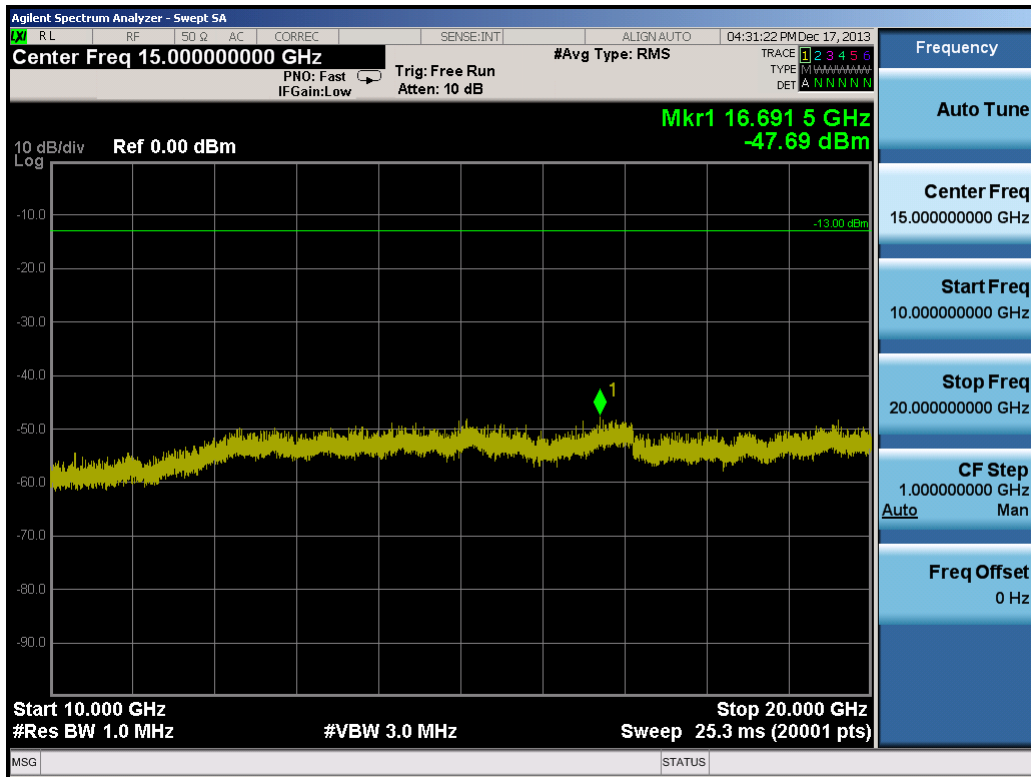 Agilent Spectrum Analyzer - Swept SA
LXI RL RF 50 Ω AC CORREC SENSE:INT ALIGN AUTO 04:31:22 PM Dec 17, 2013
Center Freq 15.000000000 GHz
PNO: Fast
IFGain:Low
Trig: Free Run
Atten: 10 dB
#Avg Type: RMS
TRACE 1 2 3 4 5 6
TYPE M WWWWW
DET A N N N N N
Mkr1 16.691 5 GHz
-47.69 dBm
10 dB/div Ref 0.00 dBm
Log
-10.0
-13.00 dBm
-20.0
-30.0
-40.0
1
-50.0
-60.0
-70.0
-80.0
-90.0
Start 10.000 GHz Stop 20.000 GHz
#Res BW 1.0 MHz #VBW 3.0 MHz Sweep 25.3 ms (20001 pts)
MSG STATUS
Frequency
Auto Tune
Center Freq
15.000000000 GHz
Start Freq
10.000000000 GHz
Stop Freq
20.000000000 GHz
CF Step
1.000000000 GHz
Auto Man
Freq Offset
0 Hz